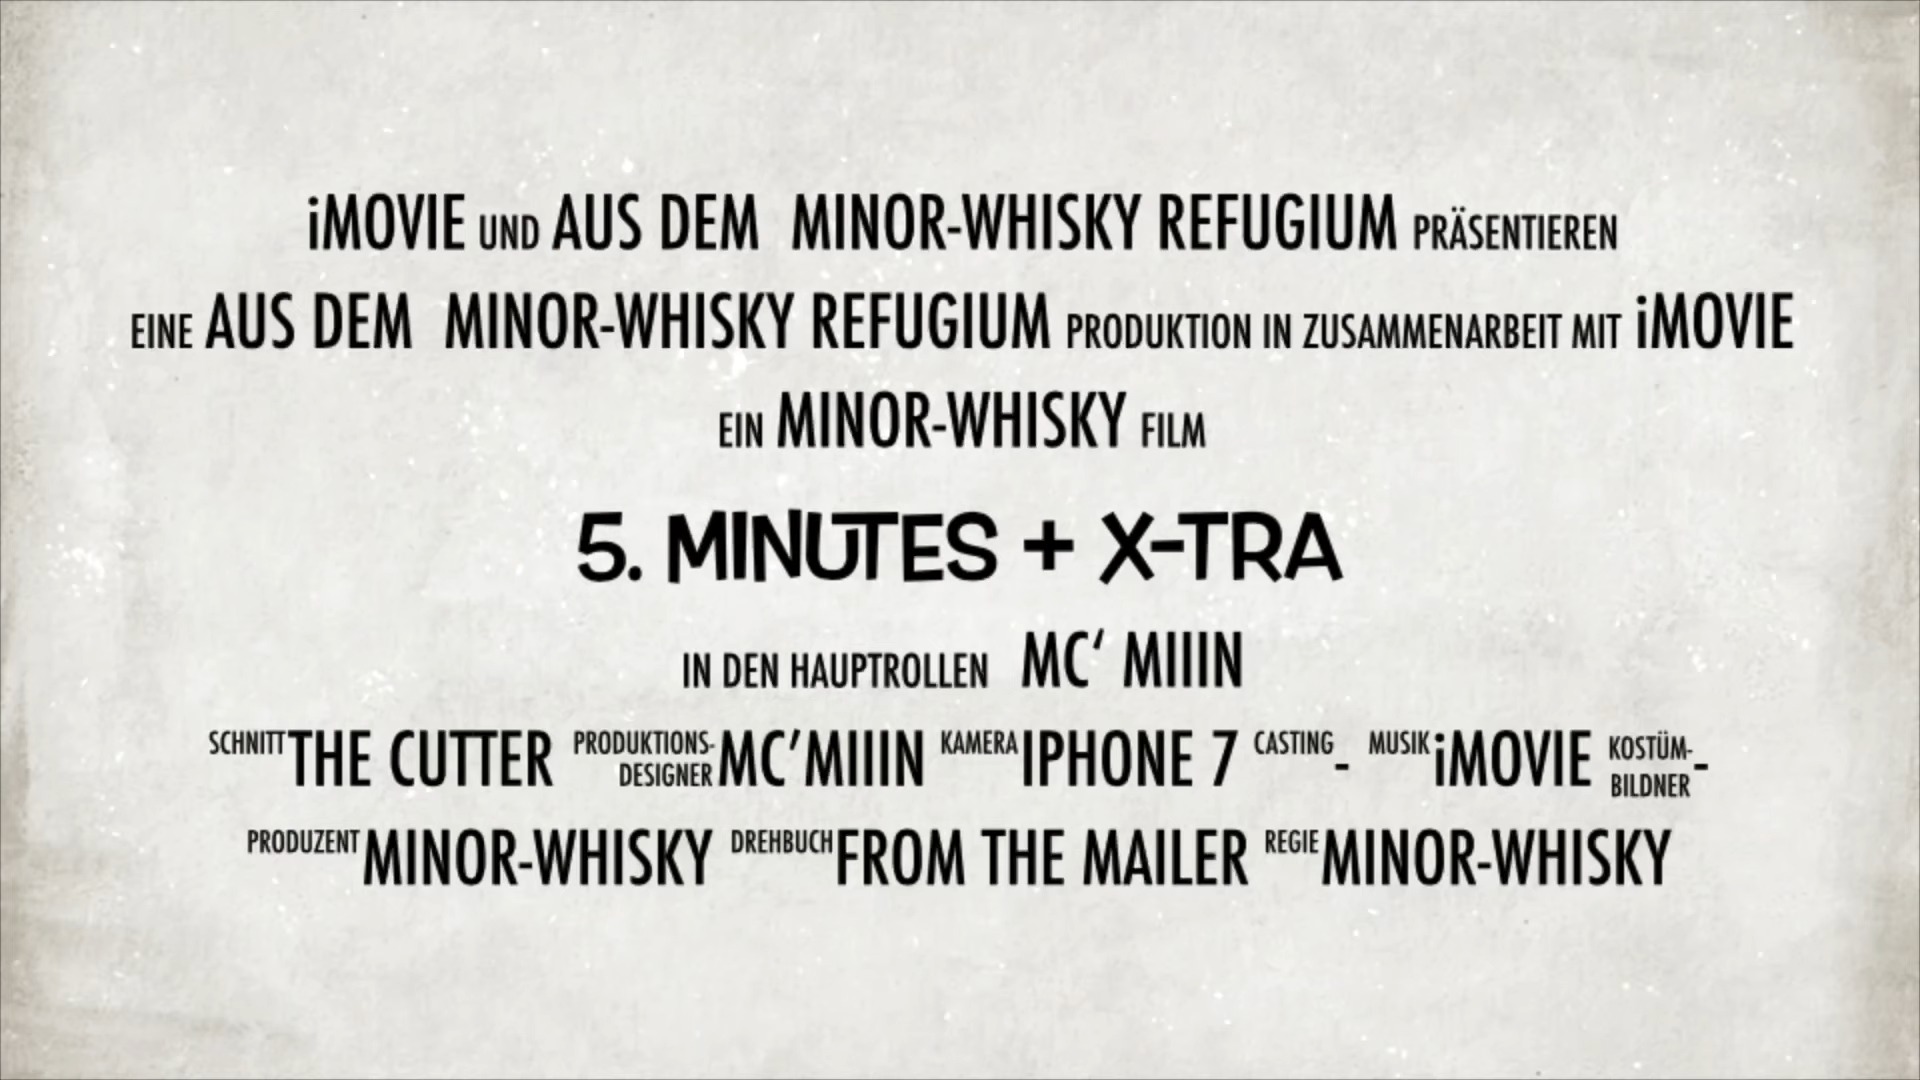 iMOVIE UND AUS DEM MINOR-WHISKY REFUGIUM PRÄSENTIEREN
EINE AUS DEM MINOR-WHISKY REFUGIUM PRODUKTION IN ZUSAMMENARBEIT MIT iMOVIE
EIN MINOR-WHISKY FILM
5. MINUTES + X-TRA
IN DEN HAUPTROLLEN MC‘ MIIIN
SCHNITT THE CUTTER PRODUKTIONS-DESIGNER MC’MIIIN KAMERA IPHONE 7 CASTING - MUSIK iMOVIE KOSTÜM-BILDNER -
PRODUZENT MINOR-WHISKY DREHBUCH FROM THE MAILER REGIE MINOR-WHISKY